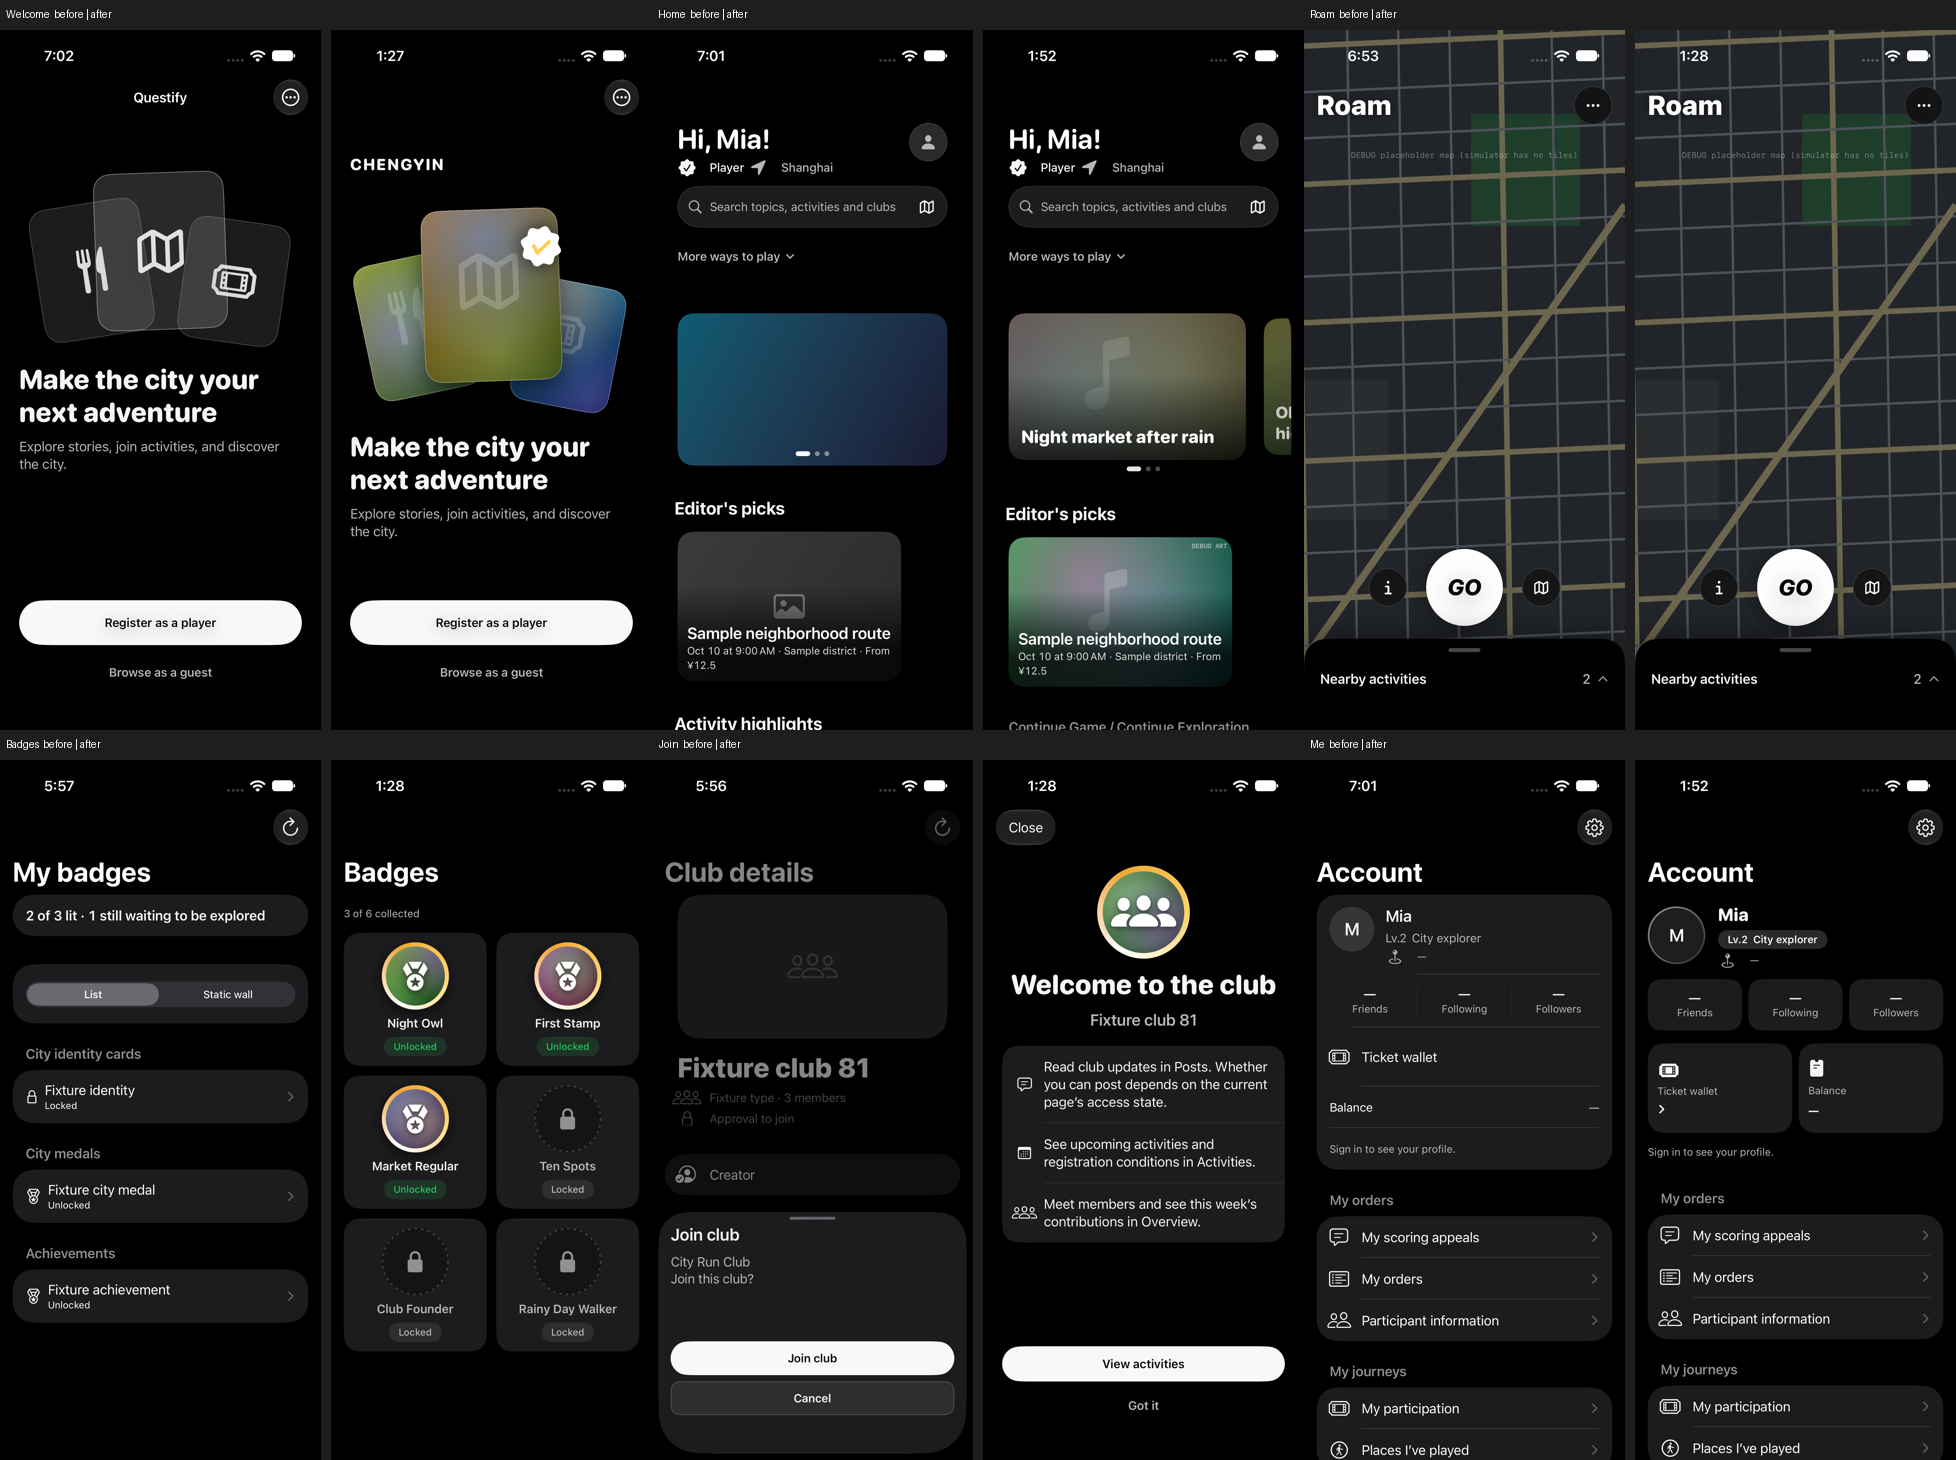 Welcome before | after
Home before | after
Roam before | after
7:02
Questify
Make the city your
next adventure
Explore stories, join activities, and discover
the city.
Register as a player
Browse as a guest
1:27
CHENGYIN
Make the city your
next adventure
Explore stories, join activities, and discover
the city.
Register as a player
Browse as a guest
7:01
Hi, Mia!
Player Shanghai
Search topics, activities and clubs
More ways to play
Editor's picks
Sample neighborhood route
Oct 10 at 9:00 AM · Sample district · From
¥12.5
Activity highlights
1:52
Hi, Mia!
Player Shanghai
Search topics, activities and clubs
More ways to play
Night market after rain
Editor's picks
DEBUG ART
Sample neighborhood route
Oct 10 at 9:00 AM · Sample district · From
¥12.5
Continue Game / Continue Exploration
6:53
Roam
DEBUG placeholder map (simulator has no tiles)
GO
Nearby activities 2
1:28
Roam
DEBUG placeholder map (simulator has no tiles)
GO
Nearby activities 2
Badges before | after
Join before | after
Me before | after
5:57
My badges
2 of 3 lit · 1 still waiting to be explored
List Static wall
City identity cards
Fixture identity
Locked
City medals
Fixture city medal
Unlocked
Achievements
Fixture achievement
Unlocked
1:28
Badges
3 of 6 collected
Night Owl First Stamp
Unlocked Unlocked
Market Regular Ten Spots
Unlocked Locked
Club Founder Rainy Day Walker
Locked Locked
5:56
Club details
Fixture club 81
Fixture type · 3 members
Approval to join
Creator
Join club
City Run Club
Join this club?
Join club
Cancel
1:28
Close
Welcome to the club
Fixture club 81
Read club updates in Posts. Whether
you can post depends on the current
page's access state.
See upcoming activities and
registration conditions in Activities.
Meet members and see this week's
contributions in Overview.
View activities
Got it
7:01
Account
M
Mia
Lv.2 City explorer
—
— — —
Friends Following Followers
Ticket wallet
Balance —
Sign in to see your profile.
My orders
My scoring appeals
My orders
Participant information
My journeys
My participation
Places I've played
1:52
Account
M
Mia
Lv.2 City explorer
—
— — —
Friends Following Followers
Ticket wallet
Balance
—
Sign in to see your profile.
My orders
My scoring appeals
My orders
Participant information
My journeys
My participation
Places I've played